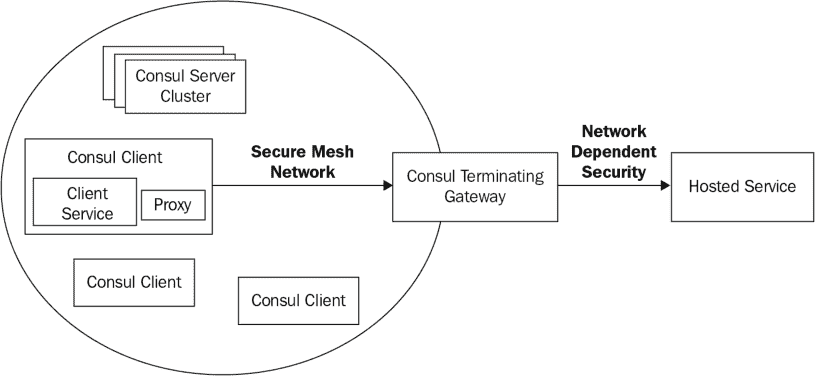 Consul Server
Cluster
Consul Client
Client
Service
Proxy
Secure Mesh
Network
Consul Terminating
Gateway
Network
Dependent
Security
Hosted Service
Consul Client
Consul Client